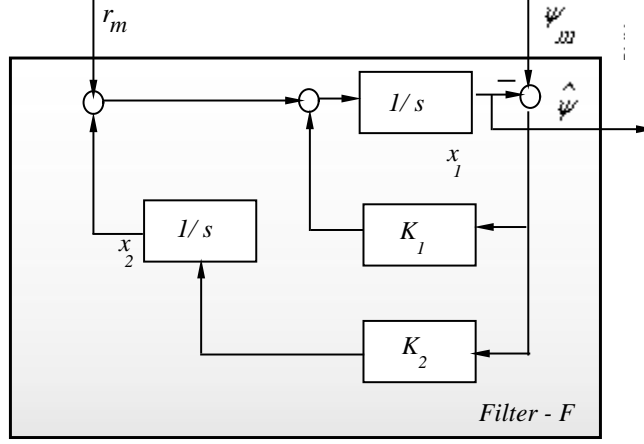 r_m
ψ_m
1/s
−
ψ̂
x_1
1/s
x_2
K_1
K_2
Filter - F